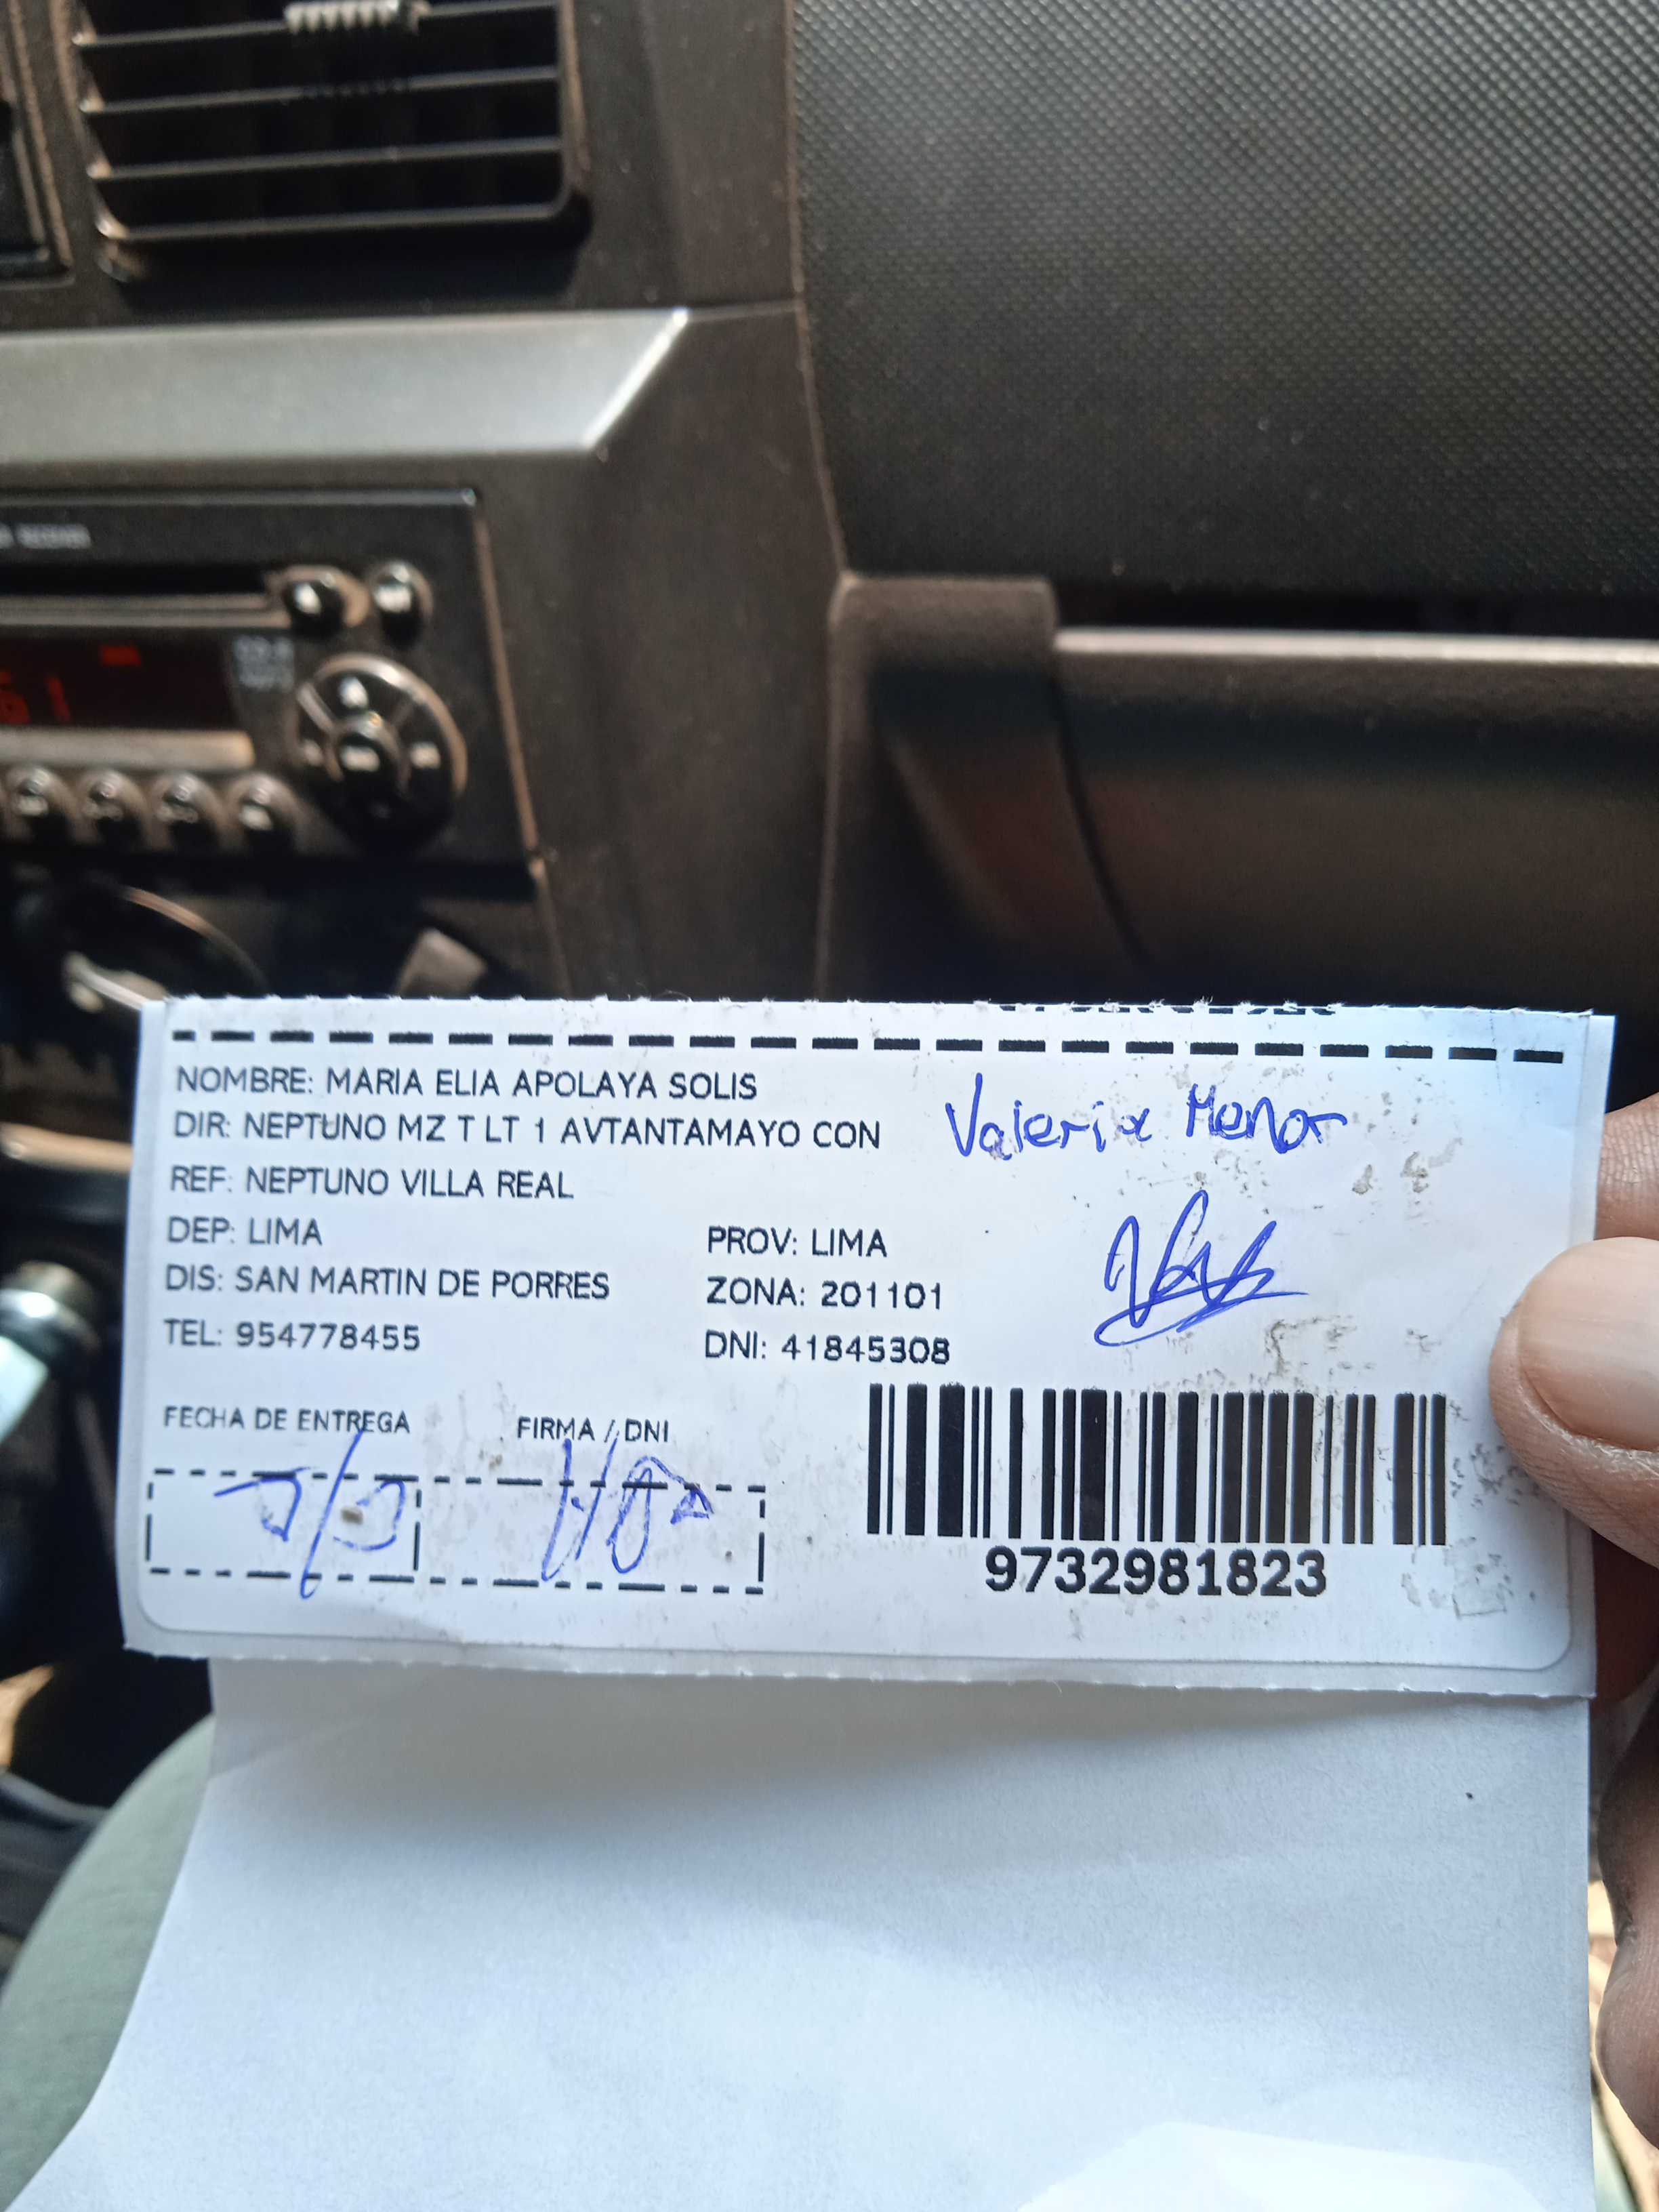 NOMBRE: MARIA ELIA APOLAYA SOLIS
DIR: NEPTUNO MZ T LT 1 AVTANTAMAYO CON
Valeria Menor
REF: NEPTUNO VILLA REAL
DEP: LIMA
PROV: LIMA
DIS: SAN MARTIN DE PORRES
ZONA: 201101
TEL: 954778455
DNI: 41845308
FECHA DE ENTREGA
FIRMA / DNI
9732981823